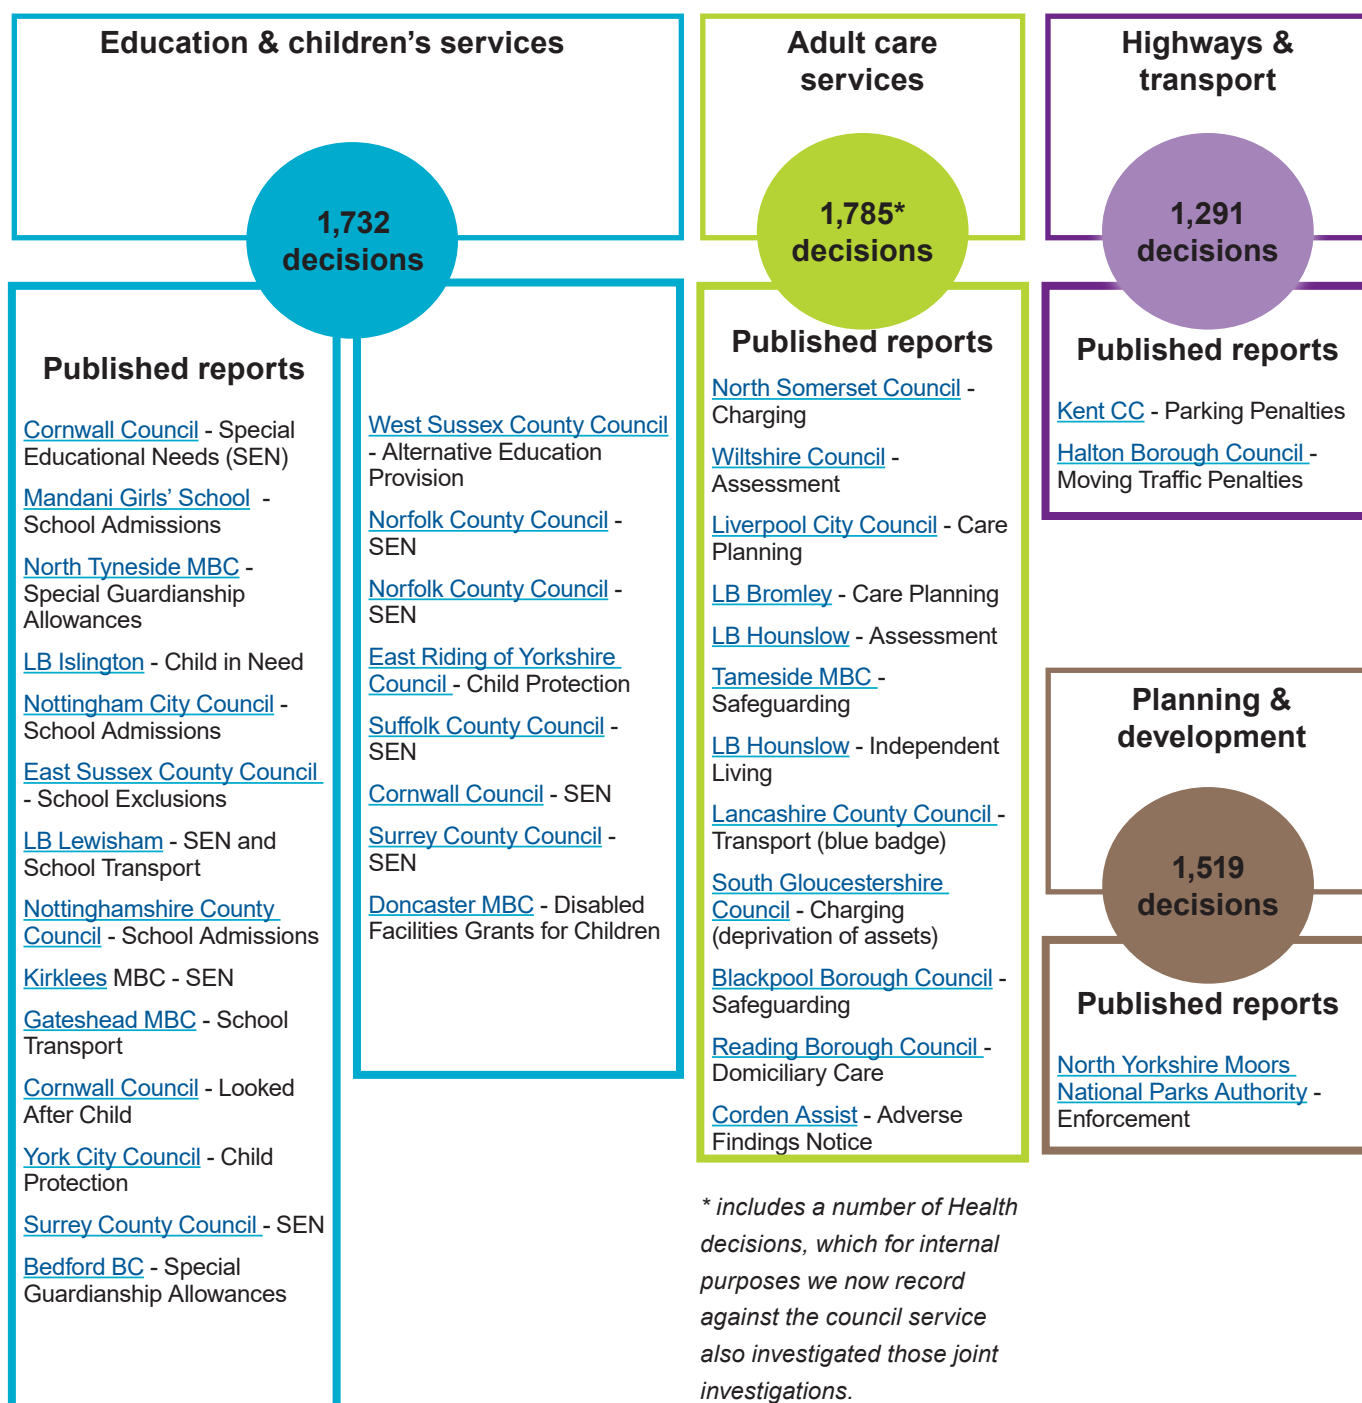 Education & children’s services
1,732
decisions
Published reports
Cornwall Council - Special
Educational Needs (SEN)
Mandani Girls’ School - 
School Admissions
North Tyneside MBC -
Special Guardianship
Allowances
LB Islington - Child in Need
Nottingham City Council -
School Admissions
East Sussex County Council
- School Exclusions
LB Lewisham - SEN and
School Transport
Nottinghamshire County
Council - School Admissions
Kirklees MBC - SEN
Gateshead MBC - School
Transport
Cornwall Council - Looked
After Child
York City Council - Child
Protection
Surrey County Council - SEN
Bedford BC - Special
Guardianship Allowances
West Sussex County Council
- Alternative Education
Provision
Norfolk County Council -
SEN
Norfolk County Council -
SEN
East Riding of Yorkshire
Council - Child Protection
Suffolk County Council -
SEN
Cornwall Council - SEN
Surrey County Council -
SEN
Doncaster MBC - Disabled
Facilities Grants for Children
Adult care
services
1,785*
decisions
Published reports
North Somerset Council -
Charging
Wiltshire Council -
Assessment
Liverpool City Council - Care
Planning
LB Bromley - Care Planning
LB Hounslow - Assessment
Tameside MBC -
Safeguarding
LB Hounslow - Independent
Living
Lancashire County Council -
Transport (blue badge)
South Gloucestershire
Council - Charging
(deprivation of assets)
Blackpool Borough Council -
Safeguarding
Reading Borough Council -
Domiciliary Care
Corden Assist - Adverse
Findings Notice
* includes a number of Health
decisions, which for internal
purposes we now record
against the council service
also investigated those joint
investigations.
Highways &
transport
1,291
decisions
Published reports
Kent CC - Parking Penalties
Halton Borough Council -
Moving Traffic Penalties
Planning &
development
1,519
decisions
Published reports
North Yorkshire Moors
National Parks Authority -
Enforcement